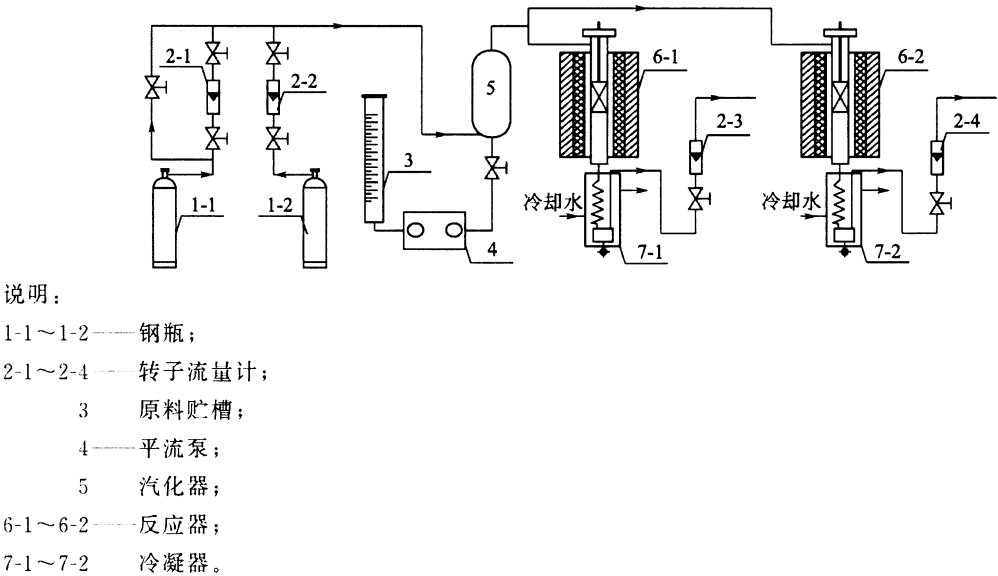 2-1
2-2
5
6-1
6-2
3
2-3
2-4
1-1
1-2
4
冷却水
7-1
冷却水
7-2
说明：
1-1～1-2——钢瓶；
2-1～2-4——转子流量计；
3 原料贮槽；
4——平流泵；
5 汽化器；
6-1～6-2——反应器；
7-1～7-2 冷凝器。